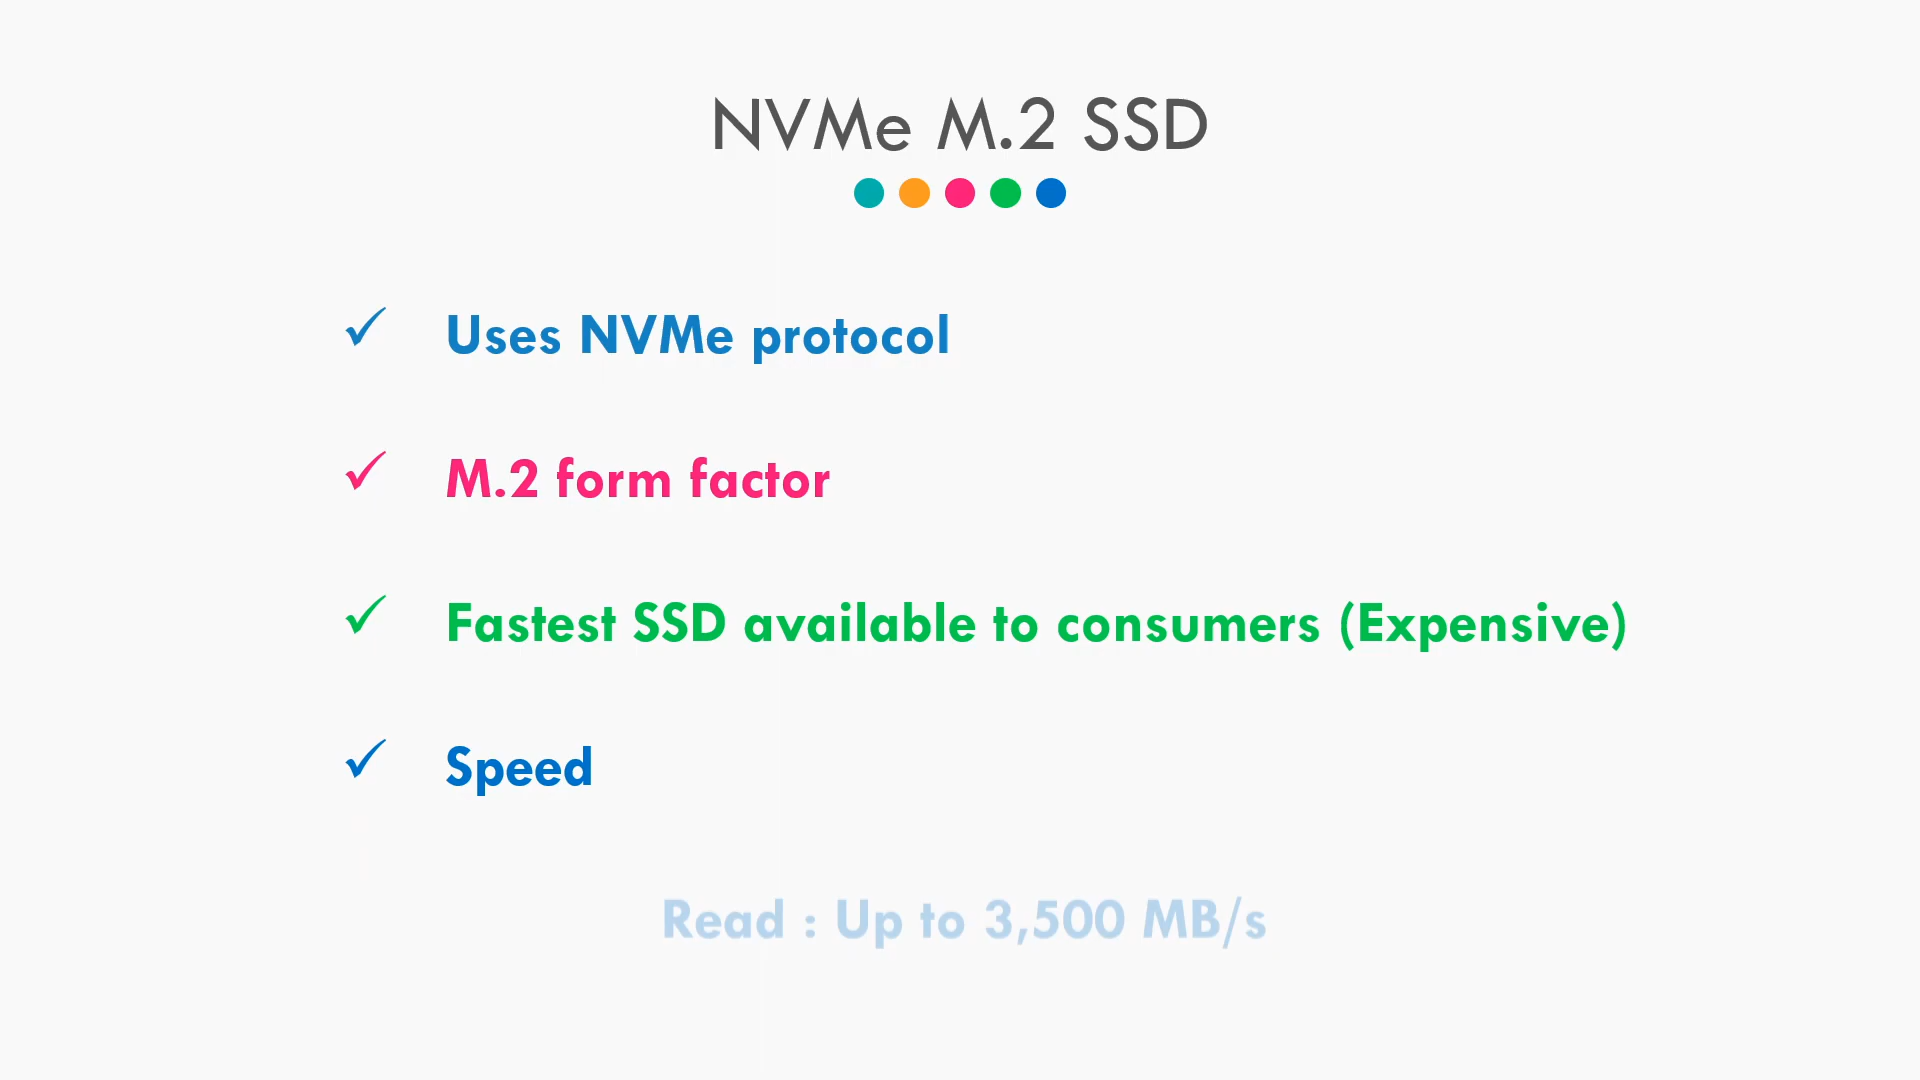 NVMe M.2 SSD
Uses NVMe protocol
M.2 form factor
Fastest SSD available to consumers (Expensive)
Speed
Read : Up to 3,500 MB/s